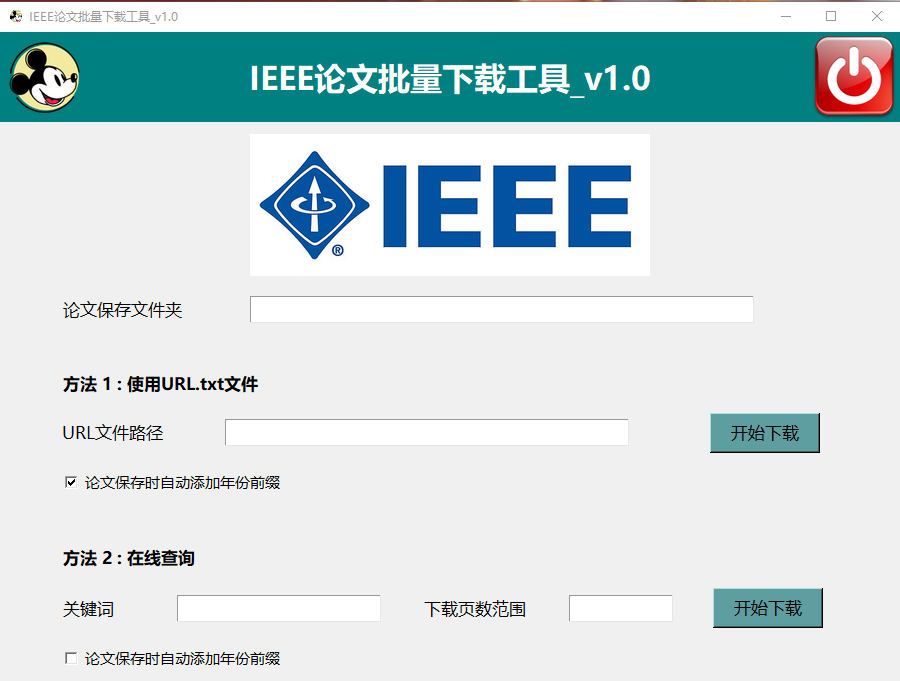 IEEE论文批量下载工具_v1.0
IEEE论文批量下载工具_v1.0
IEEE
®
论文保存文件夹
方法 1 : 使用URL.txt文件
URL文件路径
开始下载
论文保存时自动添加年份前缀
方法 2 : 在线查询
关键词
下载页数范围
开始下载
论文保存时自动添加年份前缀